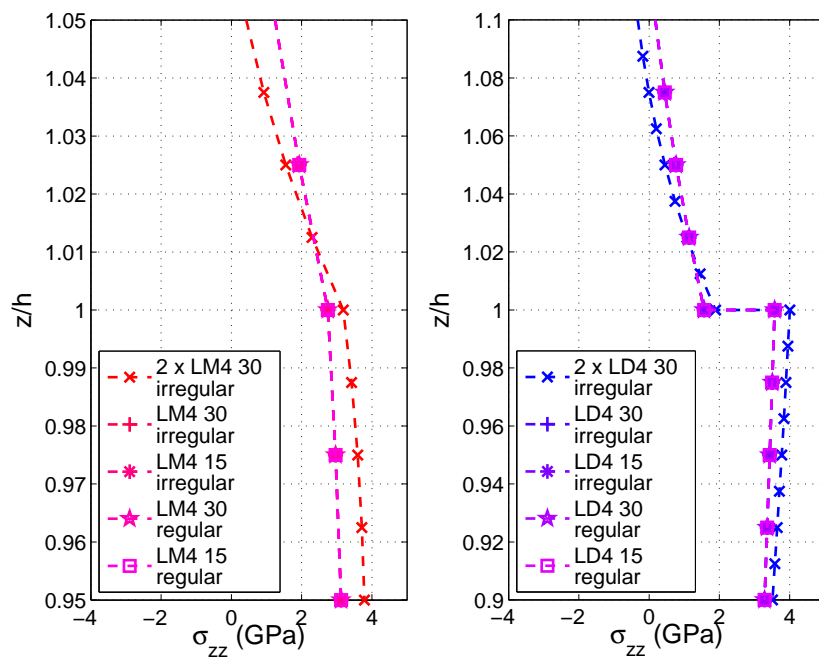 1.05
1.04
1.03
1.02
1.01
1
0.99
0.98
0.97
0.96
0.95
z/h
−4 −2 0 2 4
σzz (GPa)
2 x LM4 30
irregular
LM4 30
irregular
LM4 15
irregular
LM4 30
regular
LM4 15
regular
1.1
1.08
1.06
1.04
1.02
1
0.98
0.96
0.94
0.92
0.9
z/h
−4 −2 0 2 4
σzz (GPa)
2 x LD4 30
irregular
LD4 30
irregular
LD4 15
irregular
LD4 30
regular
LD4 15
regular